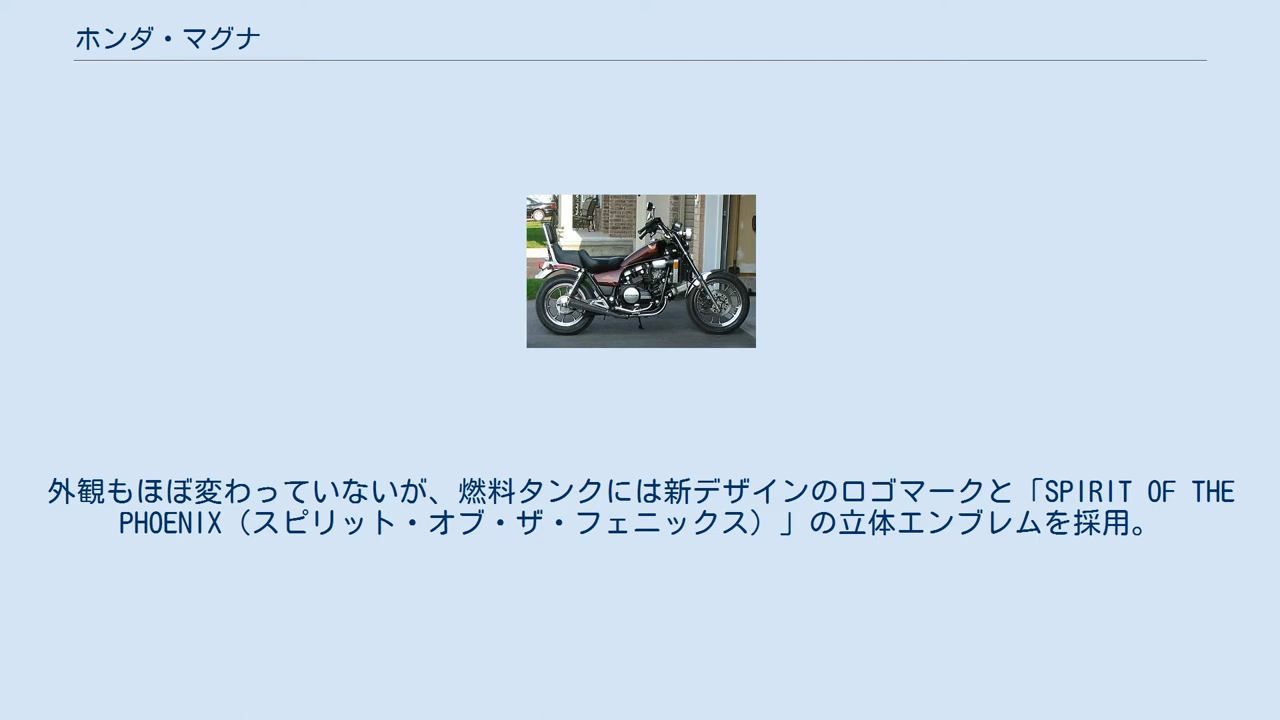 ホンダ・マグナ
外観もほぼ変わっていないが、燃料タンクには新デザインのロゴマークと「SPIRIT OF THE
PHOENIX（スピリット・オブ・ザ・フェニックス）」の立体エンブレムを採用。